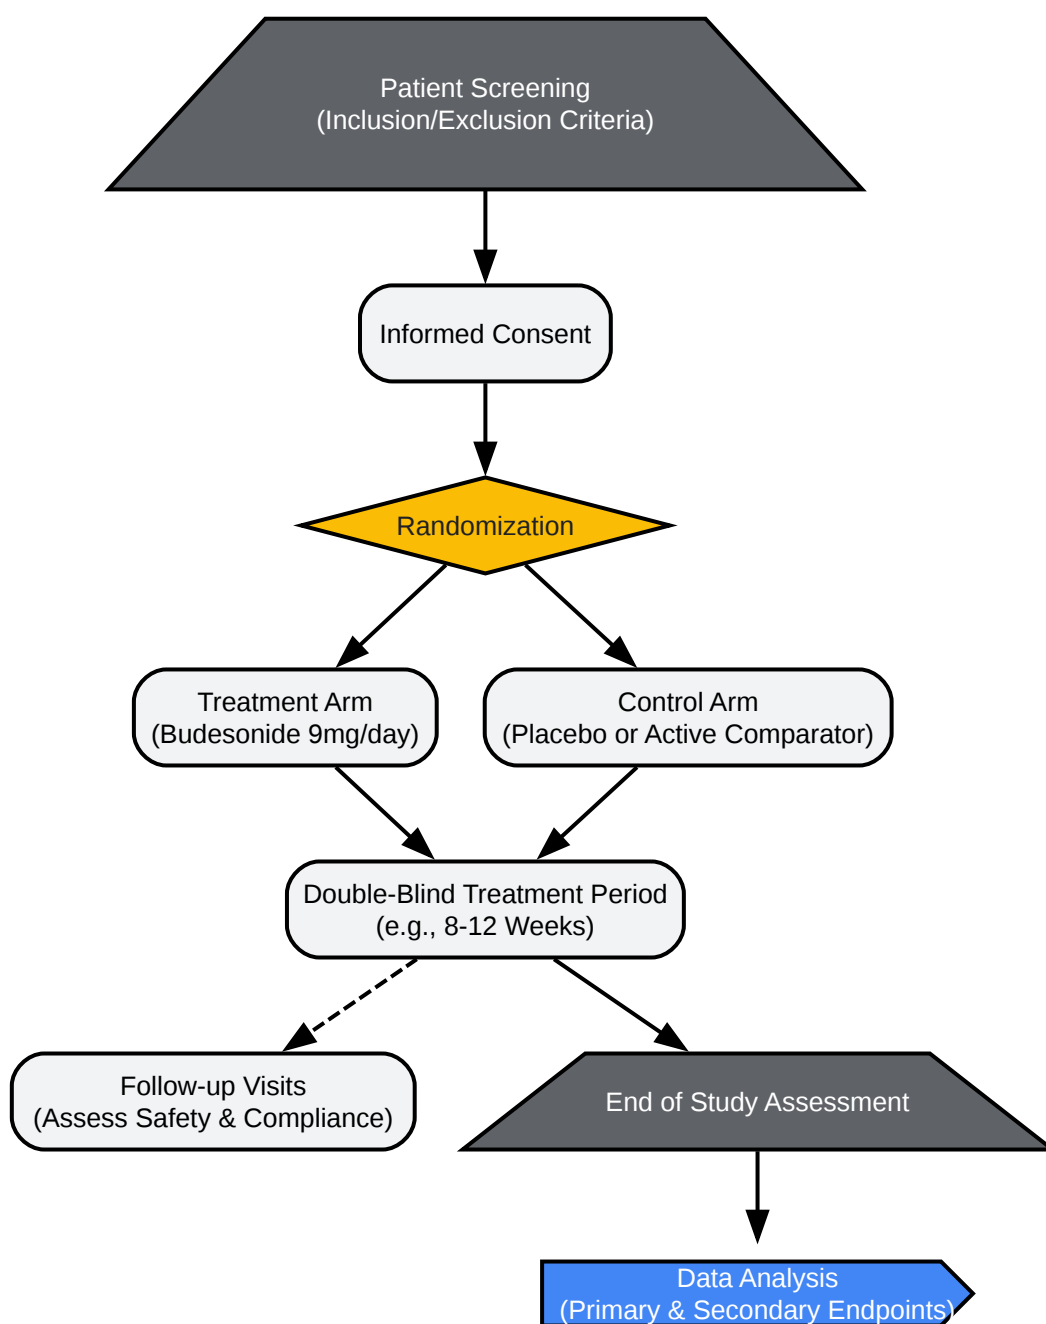 Patient Screening
(Inclusion/Exclusion Criteria)
Informed Consent
Randomization
Treatment Arm
(Budesonide 9mg/day)
Control Arm
(Placebo or Active Comparator)
Double-Blind Treatment Period
(e.g., 8-12 Weeks)
Follow-up Visits
(Assess Safety & Compliance)
End of Study Assessment
Data Analysis
(Primary & Secondary Endpoints)